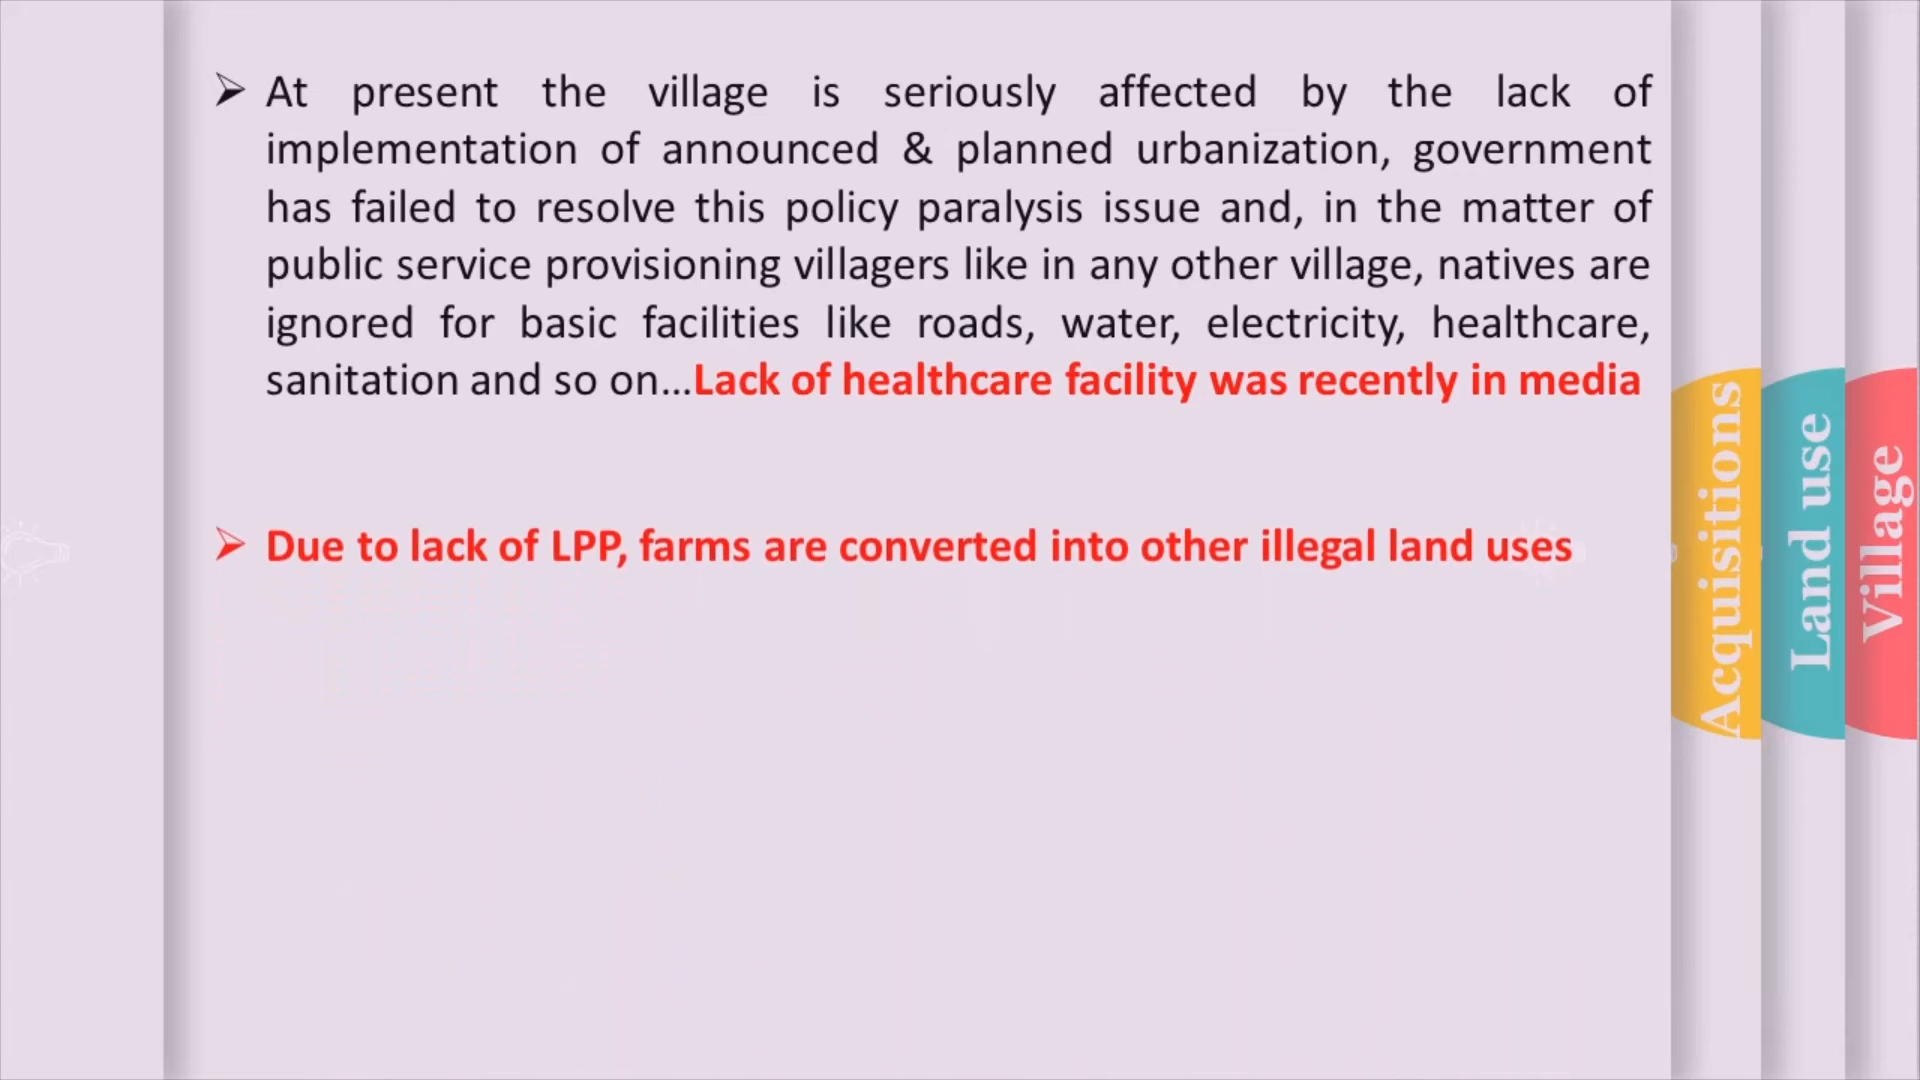 ➢ At present the village is seriously affected by the lack of
implementation of announced & planned urbanization, government
has failed to resolve this policy paralysis issue and, in the matter of
public service provisioning villagers like in any other village, natives are
ignored for basic facilities like roads, water, electricity, healthcare,
sanitation and so on...Lack of healthcare facility was recently in media
➢ Due to lack of LPP, farms are converted into other illegal land uses
Acquisitions
Land use
Village